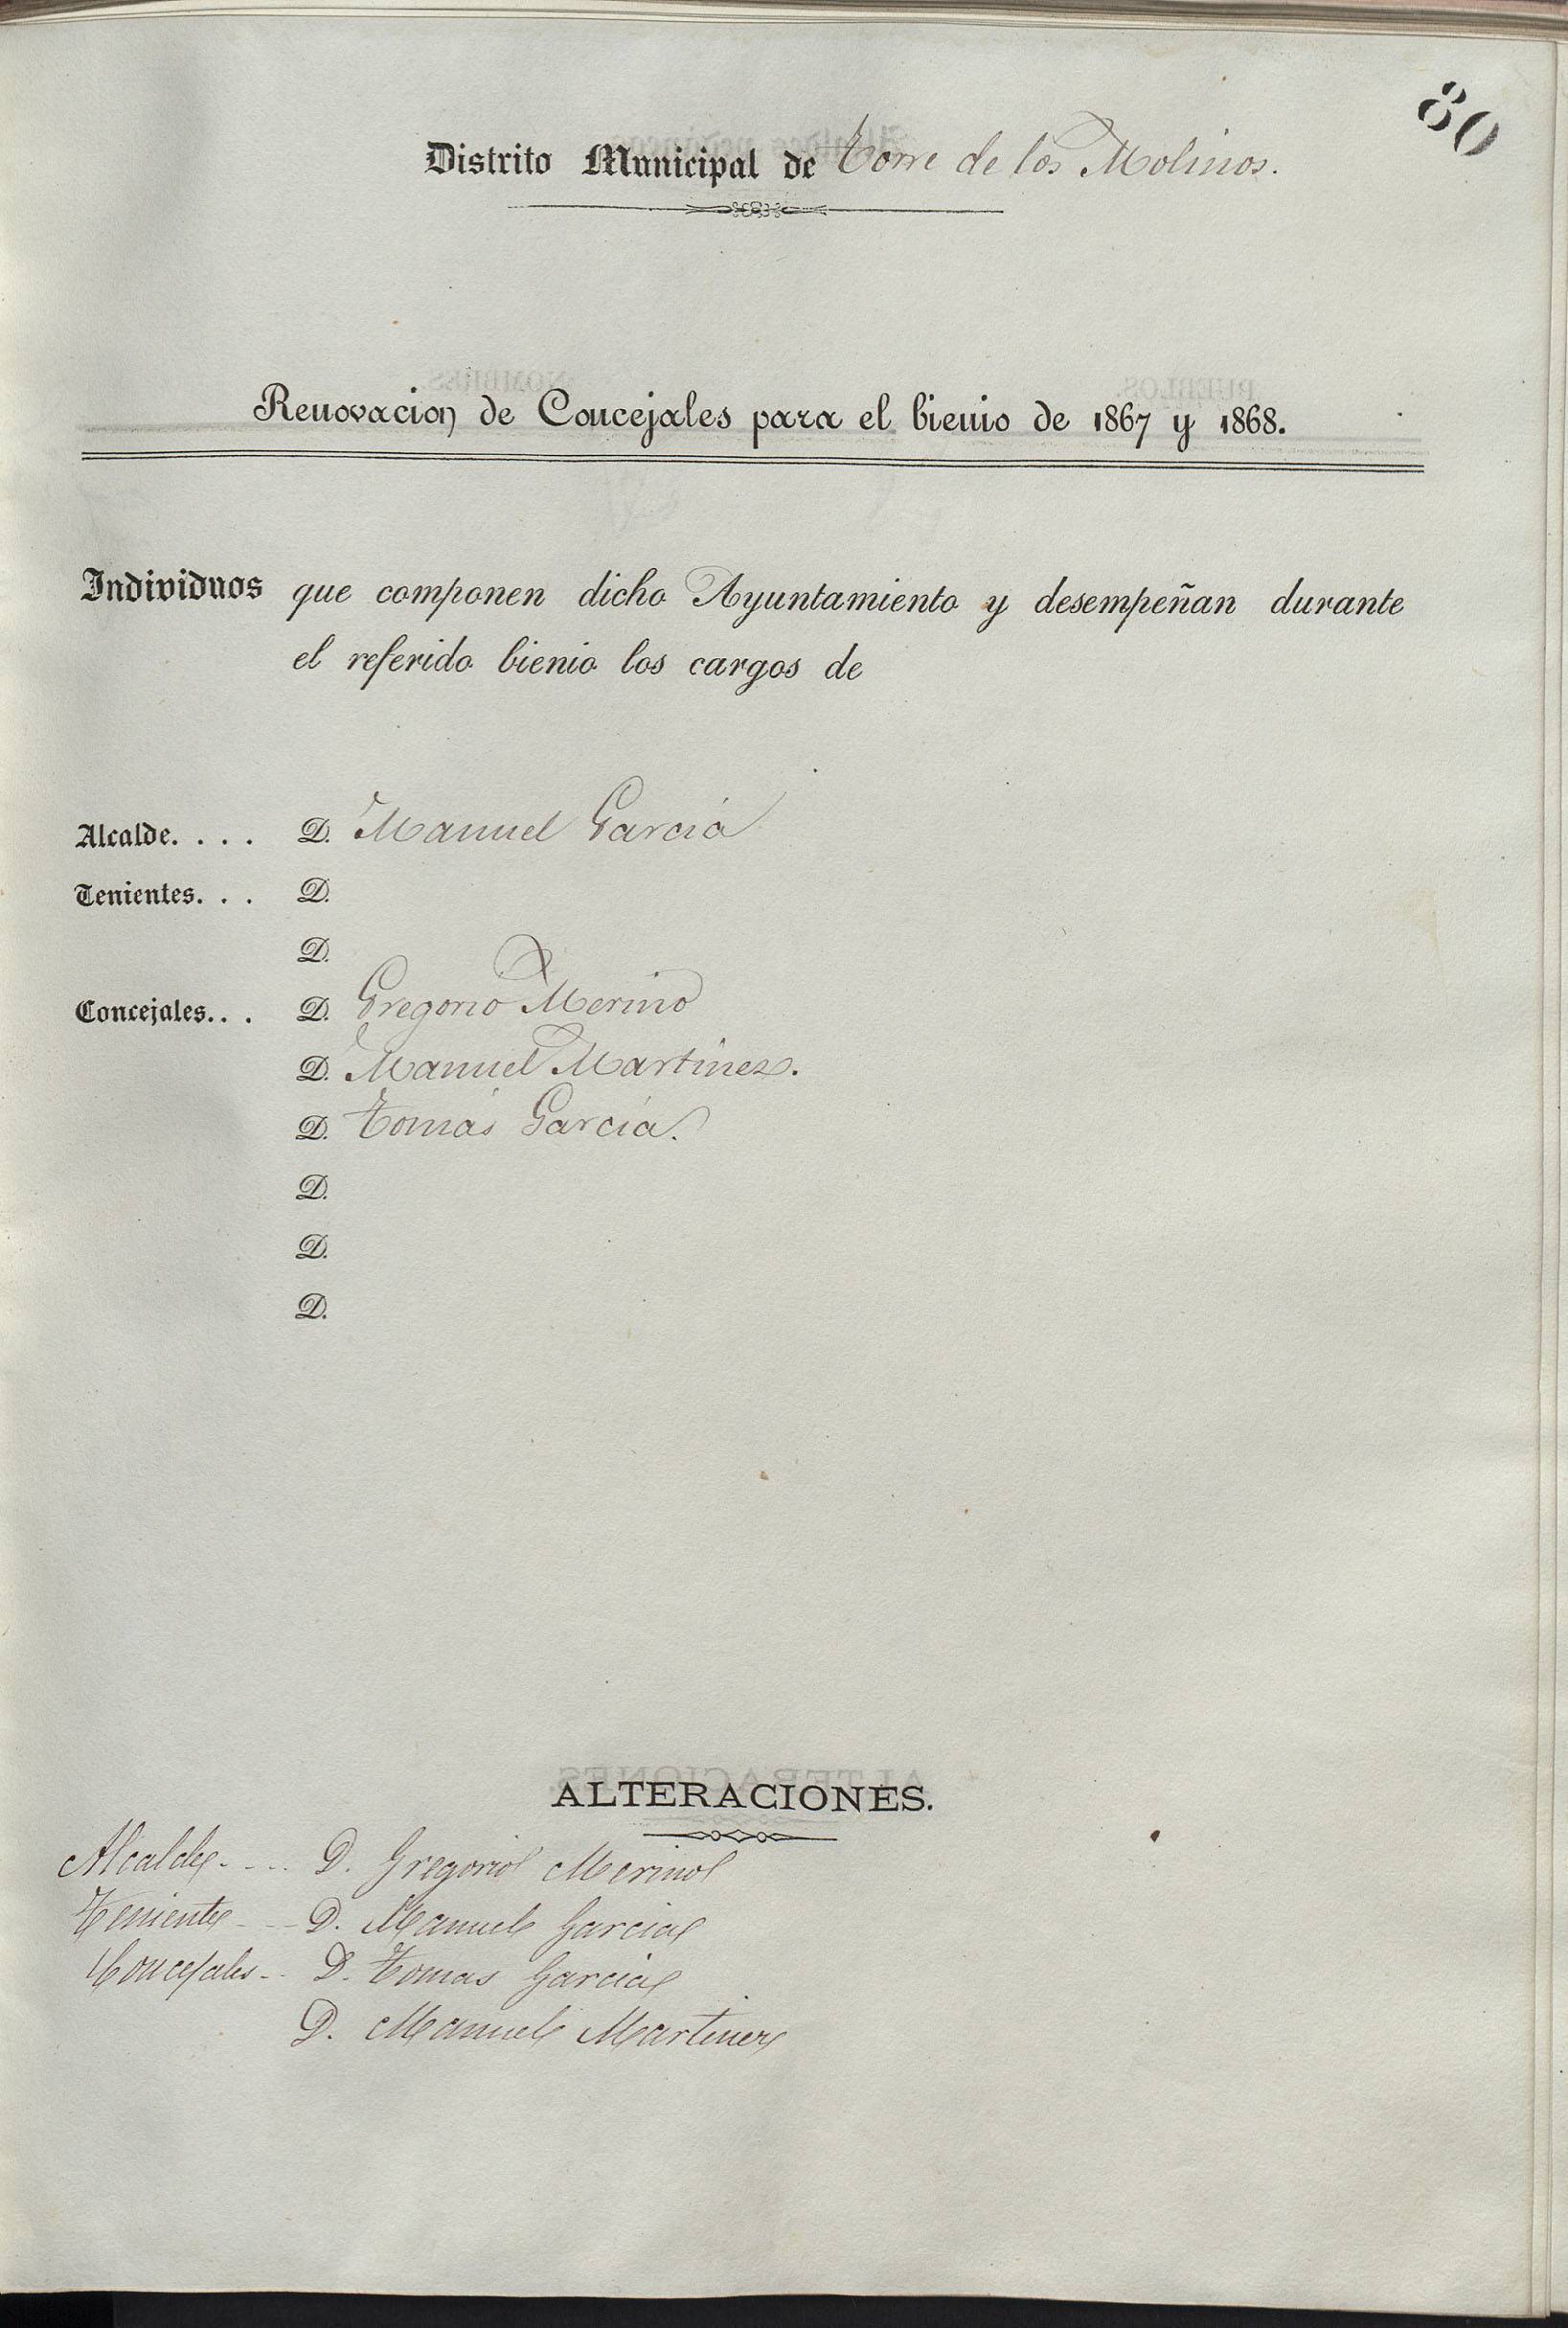 80
Distrito Municipal de Torre de los Molinos.
Renovacion de Concejales para el bienio de 1867 y 1868.
Individuos que componen dicho Ayuntamiento y desempeñan durante
el referido bienio los cargos de
Alcalde. . . . D. Manuel García
Tenientes. . . D.
D.
Concejales. . . D. Gregorio Merino
D. Manuel Martinez.
D. Tomás García.
D.
D.
D.
ALTERACIONES.
Alcalde - - - D. Gregorio Merino
Teniente - - - D. Manuel Garcia
Concejales - - D. Tomas Garcia
D. Manuel Martinez